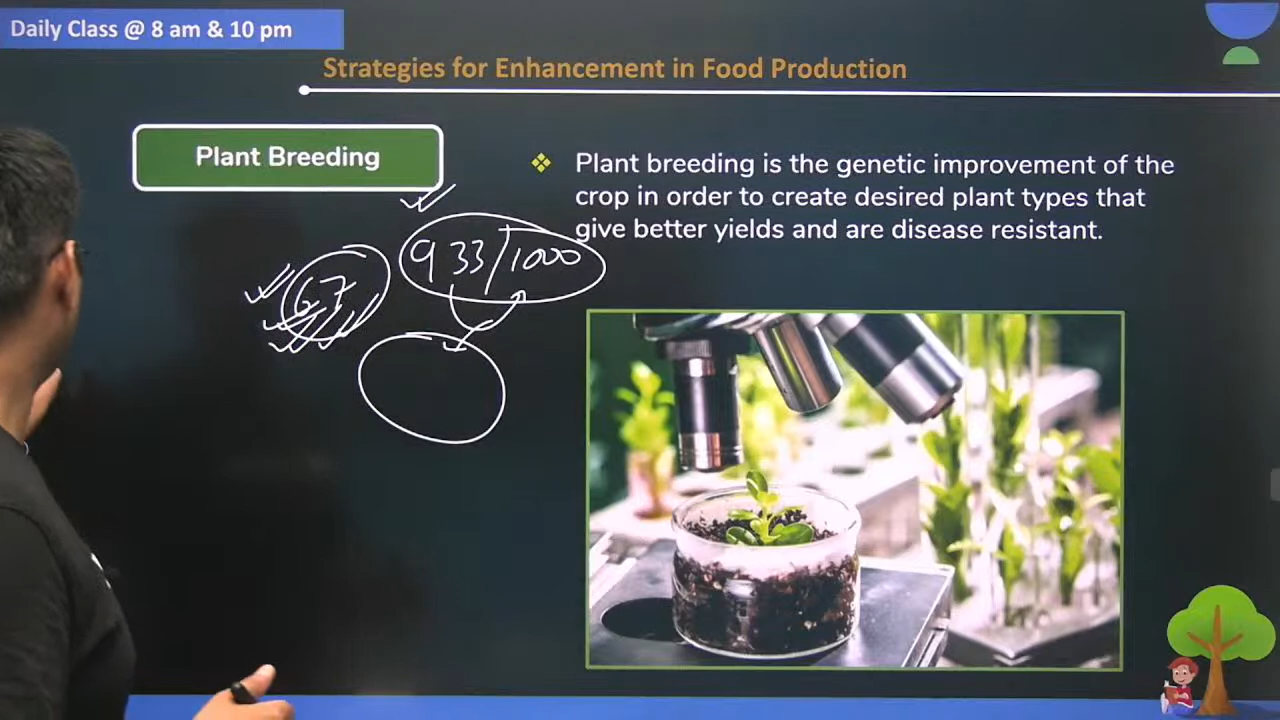 Daily Class @ 8 am & 10 pm
Strategies for Enhancement in Food Production
Plant Breeding
Plant breeding is the genetic improvement of the
crop in order to create desired plant types that
give better yields and are disease resistant.
933/1000
67